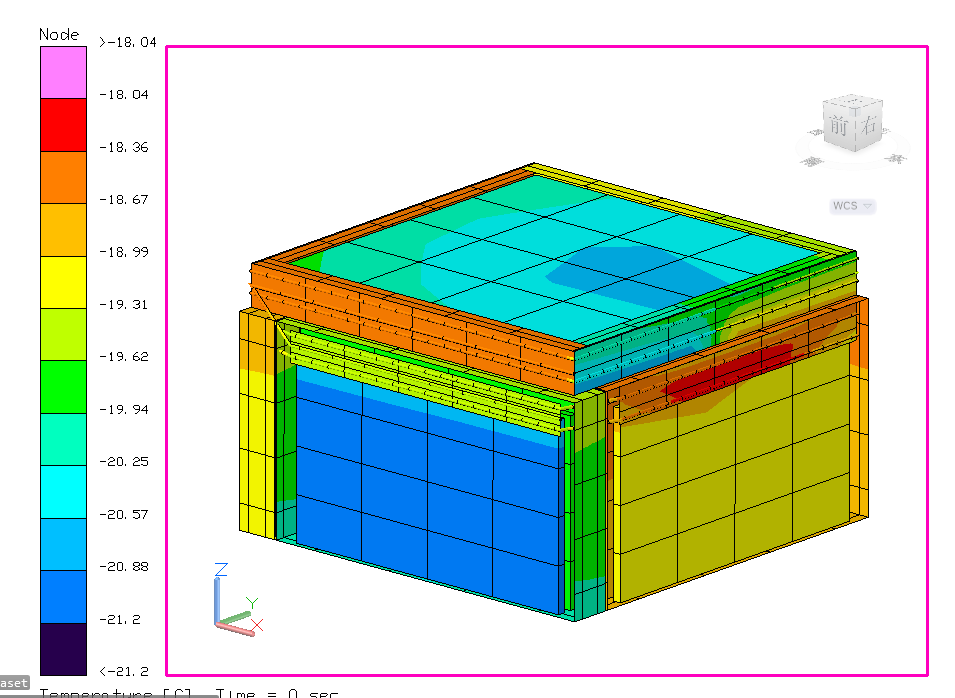 Node
>-18.04
-18.04
-18.36
-18.67
-18.99
-19.31
-19.62
-19.94
-20.25
-20.57
-20.88
-21.2
<-21.2
前 右
WCS
Z
Y
X
aset
Temperature [C], Time = 0 sec